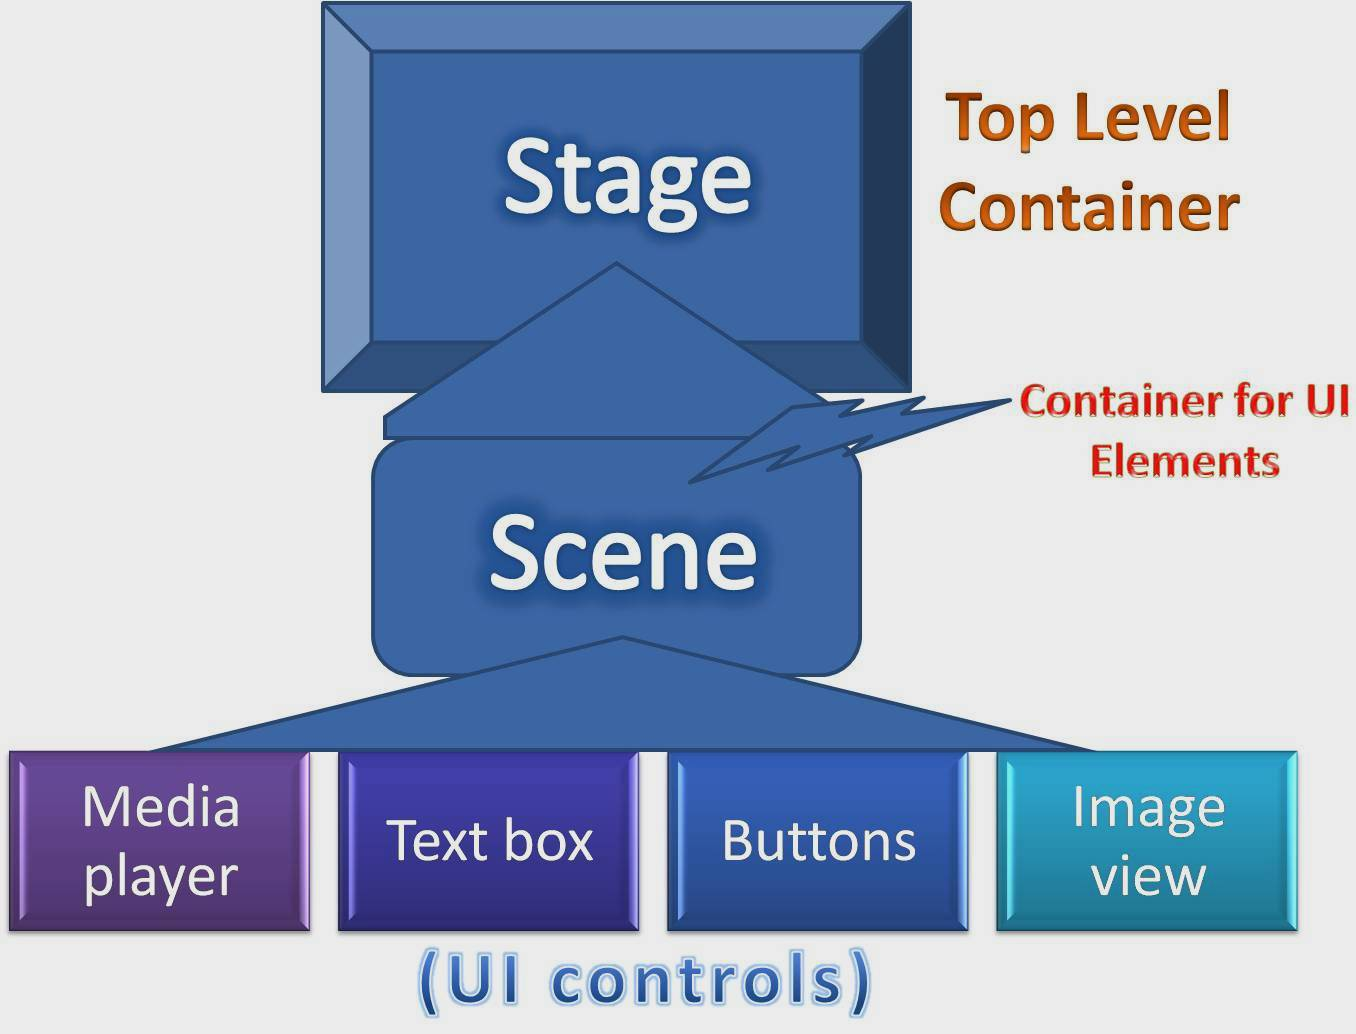 Stage
Top Level
Container
Container for UI
Elements
Scene
Media
player
Text box
Buttons
Image
view
(UI controls)